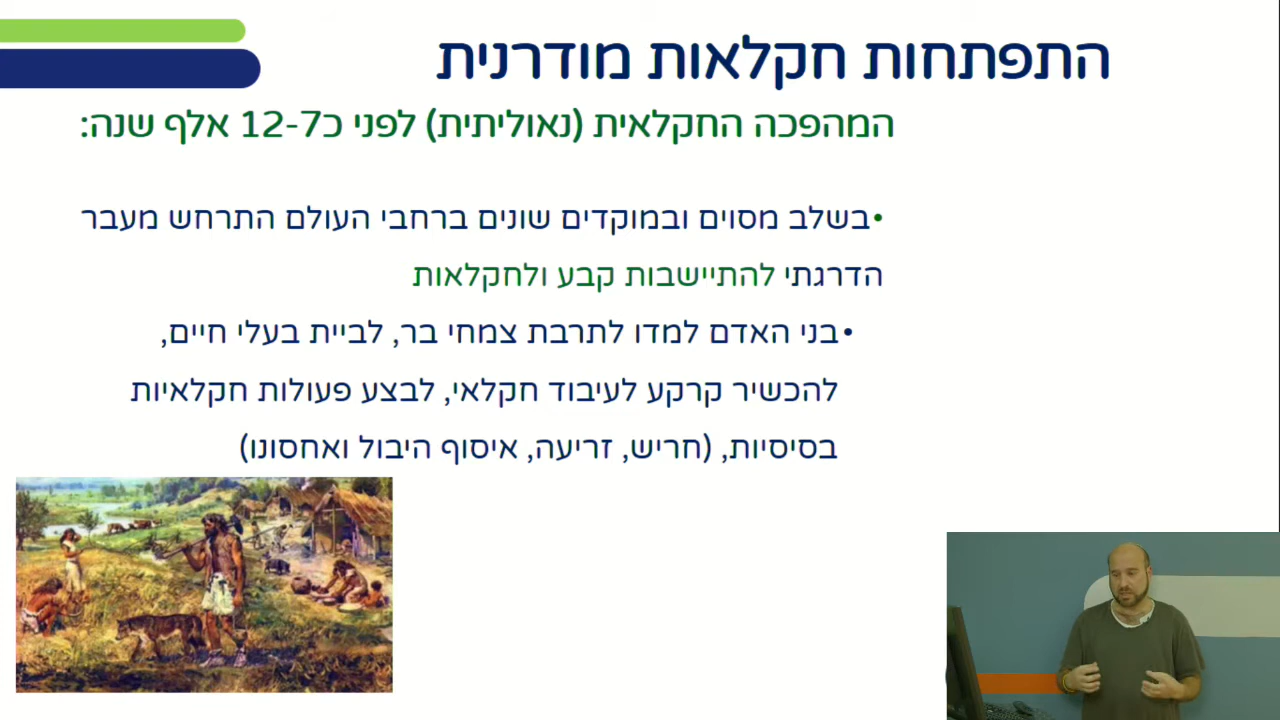 התפתחות חקלאות מודרנית
המהפכה החקלאית (נאוליתית) לפני כ12-7 אלף שנה:
•בשלב מסוים ובמוקדים שונים ברחבי העולם התרחש מעבר
הדרגתי להתיישבות קבע ולחקלאות
•בני האדם למדו לתרבת צמחי בר, לביית בעלי חיים,
להכשיר קרקע לעיבוד חקלאי, לבצע פעולות חקלאיות
בסיסיות, (חריש, זריעה, איסוף היבול ואחסונו)